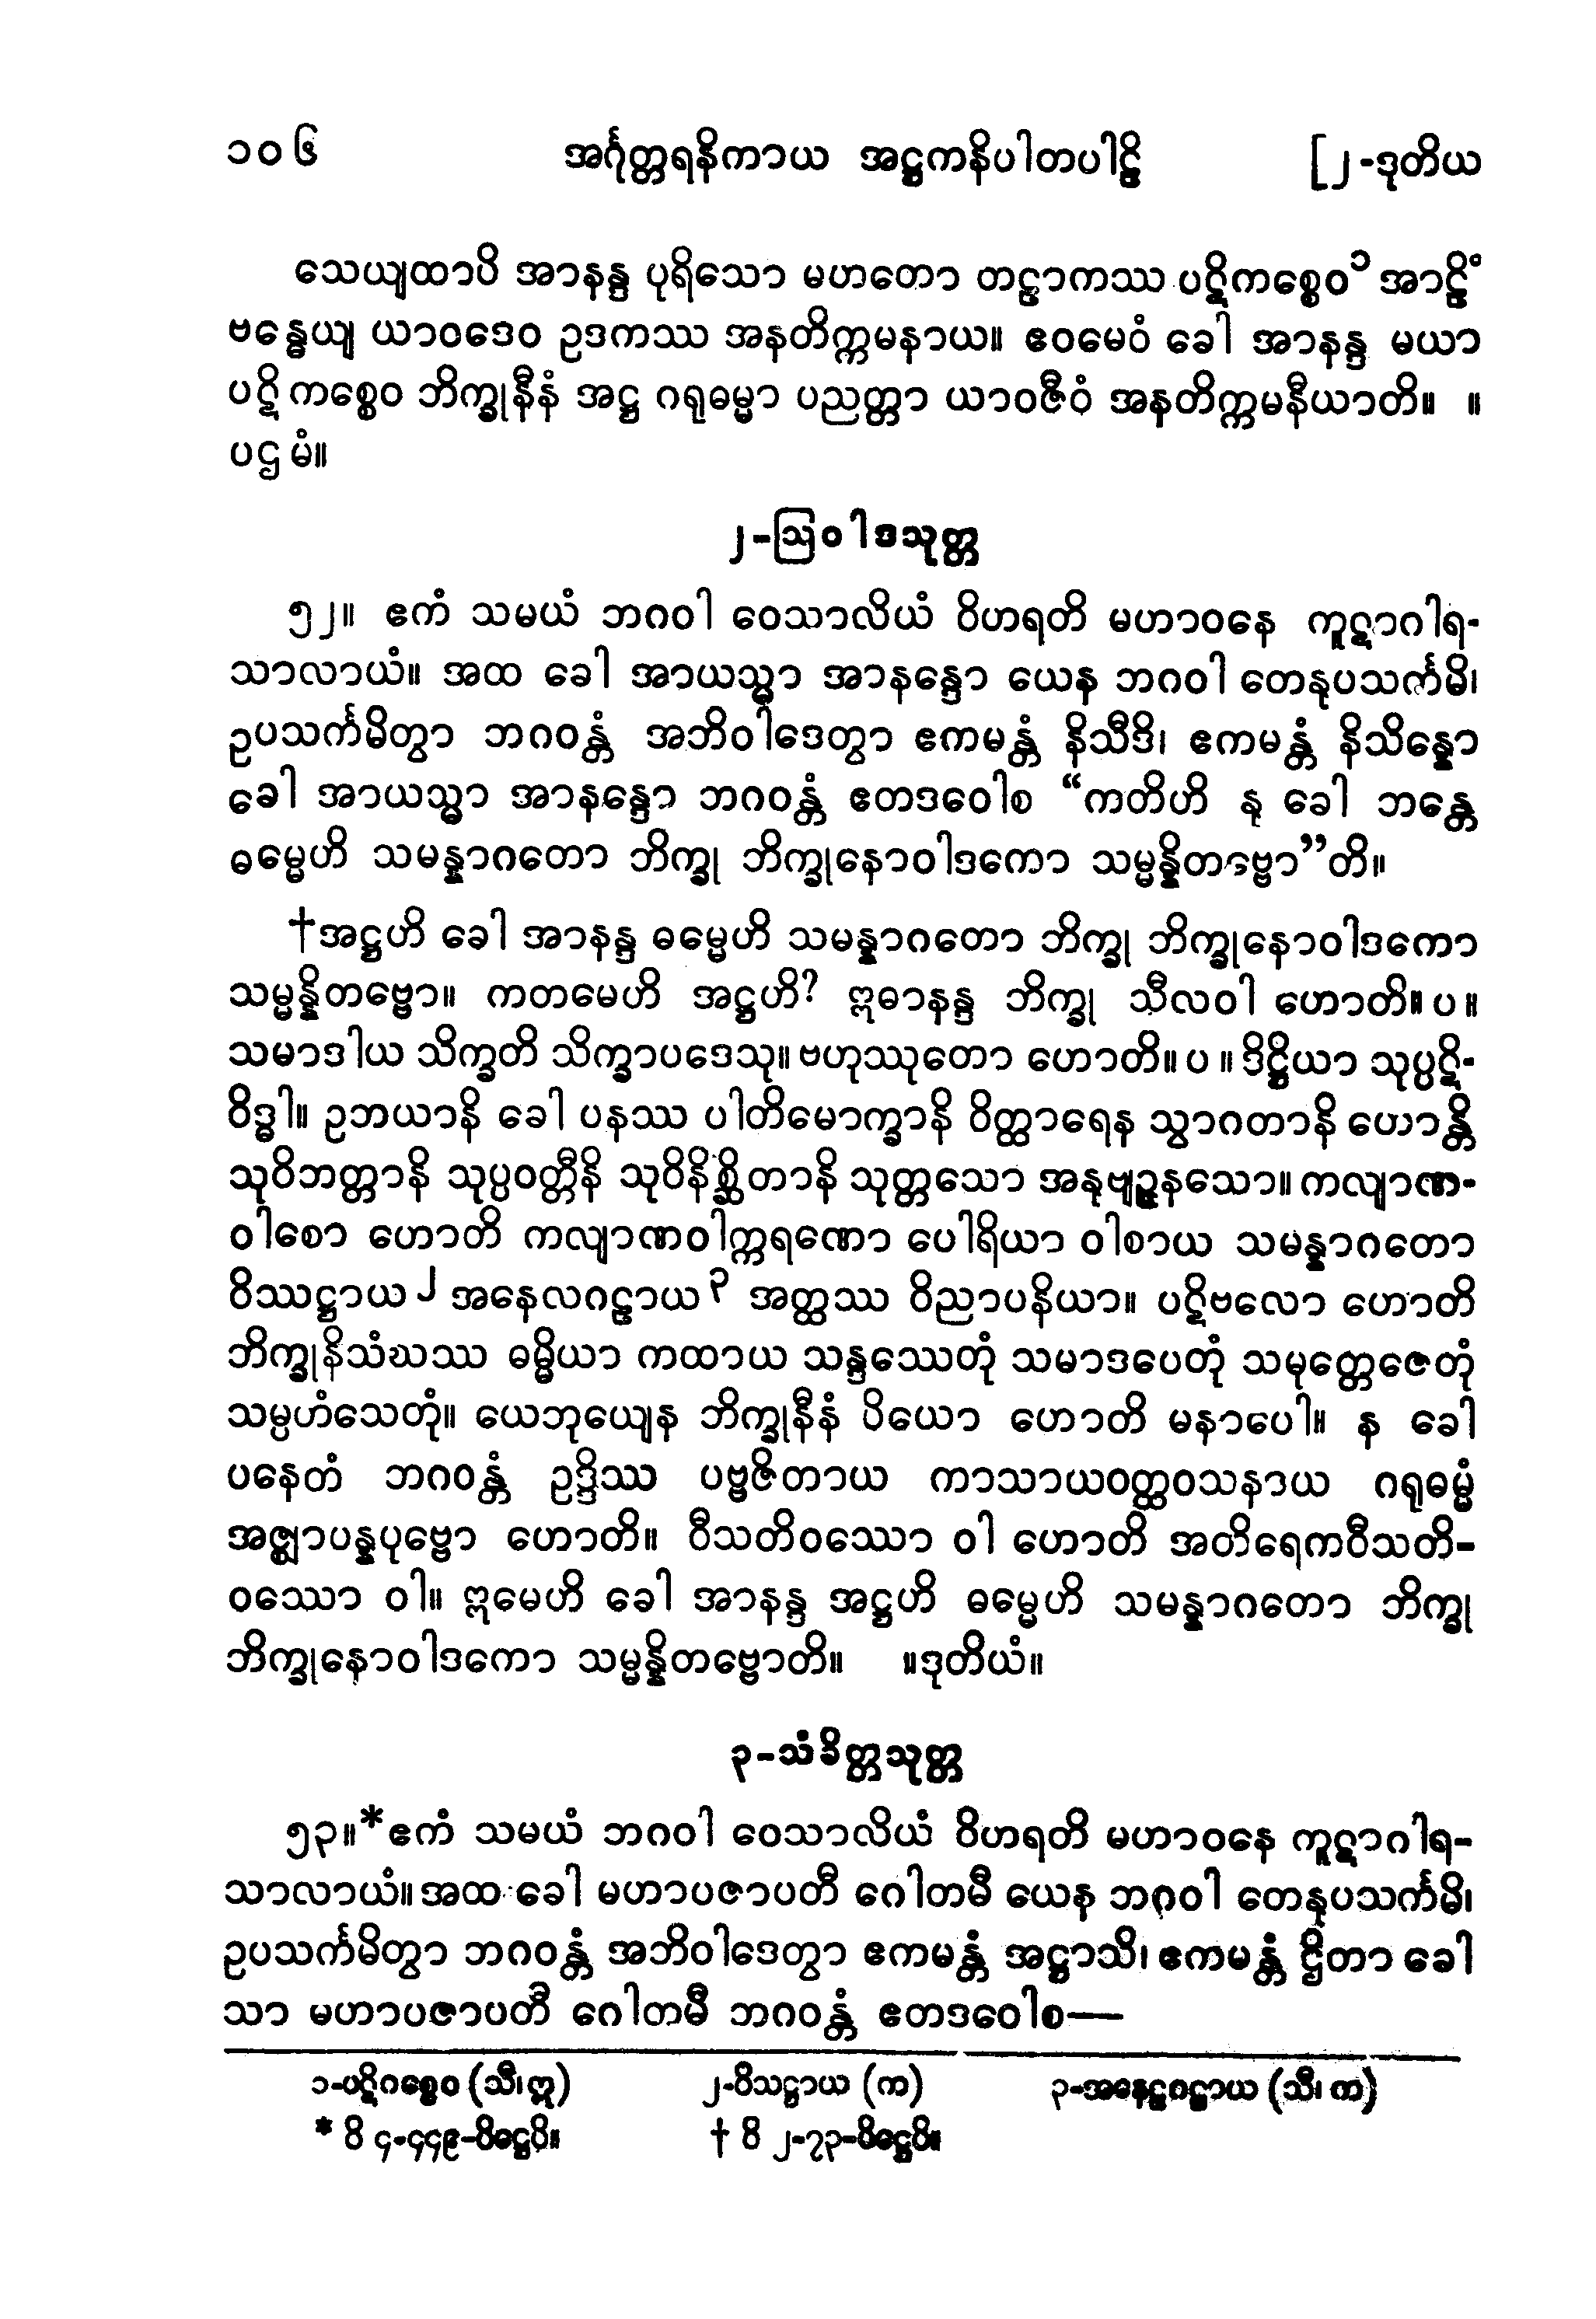 ၁၀၆ အင်္ဂုတ္တရနိကာယ အဋ္ဌကနိပါတပါဠိ [၂-ဒုတိယ
သေယျထာပိ အာနန္ဒ ပုရိသော မဟတော တဠာကဿ ပဋိကစ္စေဝ၁ အာဠိံ
ဗန္ဓေယျ ယာဝဒေဝ ဥဒကဿ အနတိက္ကမနာယ။ ဧဝမေဝံ ခေါ အာနန္ဒ မယာ
ပဋိကစ္စေဝ ဘိက္ခုနီနံ အဋ္ဌ ဂရုဓမ္မာ ပညတ္တာ ယာဝဇီဝံ အနတိက္ကမနီယာတိ။ ။
ပဌမံ။
၂-ဩဝါဒသုတ္တ
၅၂။ ဧကံ သမယံ ဘဂဝါ ဝေသာလိယံ ဝိဟရတိ မဟာဝနေ ကူဋာဂါရ-
သာလာယံ။ အထ ခေါ အာယသ္မာ အာနန္ဒော ယေန ဘဂဝါ တေနုပသင်္ကမိ၊
ဥပသင်္ကမိတွာ ဘဂဝန္တံ အဘိဝါဒေတွာ ဧကမန္တံ နိသီဒိ၊ ဧကမန္တံ နိသိန္နော
ခေါ အာယသ္မာ အာနန္ဒော ဘဂဝန္တံ ဧတဒဝေါစ “ကတိဟိ နု ခေါ ဘန္တေ
ဓမ္မေဟိ သမန္နာဂတော ဘိက္ခု ဘိက္ခုနောဝါဒကော သမ္မန္နိတဗ္ဗော”တိ။
†အဋ္ဌဟိ ခေါ အာနန္ဒ ဓမ္မေဟိ သမန္နာဂတော ဘိက္ခု ဘိက္ခုနောဝါဒကော
သမ္မန္နိတဗ္ဗော။ ကတမေဟိ အဋ္ဌဟိ? ဣဓာနန္ဒ ဘိက္ခု သီလဝါ ဟောတိ။ ပ ။
သမာဒါယ သိက္ခတိ သိက္ခာပဒေသု။ ဗဟုဿုတော ဟောတိ။ ပ ။ ဒိဋ္ဌိယာ သုပ္ပဋိ-
ဝိဒ္ဓါ။ ဥဘယာနိ ခေါ ပနဿ ပါတိမောက္ခာနိ ဝိတ္ထာရေန သွာဂတာနိ ဟောန္တိ
သုဝိဘတ္တာနိ သုပ္ပဝတ္တီနိ သုဝိနိစ္ဆိတာနိ သုတ္တသော အနုဗျဉ္ဇနသော။ ကလျာဏ-
ဝါစော ဟောတိ ကလျာဏဝါက္ကရဏော ပေါရိယာ ဝါစာယ သမန္နာဂတော
ဝိဿဋ္ဌာယ၂ အနေလဂဠာယ၃ အတ္ထဿ ဝိညာပနိယာ။ ပဋိဗလော ဟောတိ
ဘိက္ခုနိသံဃဿ ဓမ္မိယာ ကထာယ သန္ဒဿေတုံ သမာဒပေတုံ သမုတ္တေဇေတုံ
သမ္ပဟံသေတုံ။ ယေဘုယျေန ဘိက္ခုနီနံ ပိယော ဟောတိ မနာပေါ။ န ခေါ
ပနေတံ ဘဂဝန္တံ ဥဒ္ဒိဿ ပဗ္ဗဇိတာယ ကာသာယဝတ္ထဝသနာယ ဂရုဓမ္မံ
အဇ္ဈာပန္နပုဗ္ဗော ဟောတိ။ ဝီသတိဝဿော ဝါ ဟောတိ အတိရေကဝီသတိ-
ဝဿော ဝါ။ ဣမေဟိ ခေါ အာနန္ဒ အဋ္ဌဟိ ဓမ္မေဟိ သမန္နာဂတော ဘိက္ခု
ဘိက္ခုနောဝါဒကော သမ္မန္နိတဗ္ဗောတိ။ ။ဒုတိယံ။
၃-သံခိတ္တသုတ္တ
၅၃။*ဧကံ သမယံ ဘဂဝါ ဝေသာလိယံ ဝိဟရတိ မဟာဝနေ ကူဋာဂါရ-
သာလာယံ။ အထ ခေါ မဟာပဇာပတီ ဂေါတမီ ယေန ဘဂဝါ တေနုပသင်္ကမိ၊
ဥပသင်္ကမိတွာ ဘဂဝန္တံ အဘိဝါဒေတွာ ဧကမန္တံ အဋ္ဌာသိ၊ ဧကမန္တံ ဌိတာ ခေါ
သာ မဟာပဇာပတီ ဂေါတမီ ဘဂဝန္တံ ဧတဒဝေါစ—
၁-ပဋိဂစ္စေဝ (သီ၊ ဣ) ၂-ဝိသဋ္ဌာယ (က) ၃-အနေဠဂဠာယ (သီ၊ က)
* ဝိ ၄-၄၄၉-ပိဋ္ဌေပိ။ † ဝိ ၂-၇၃-ပိဋ္ဌေပိ။